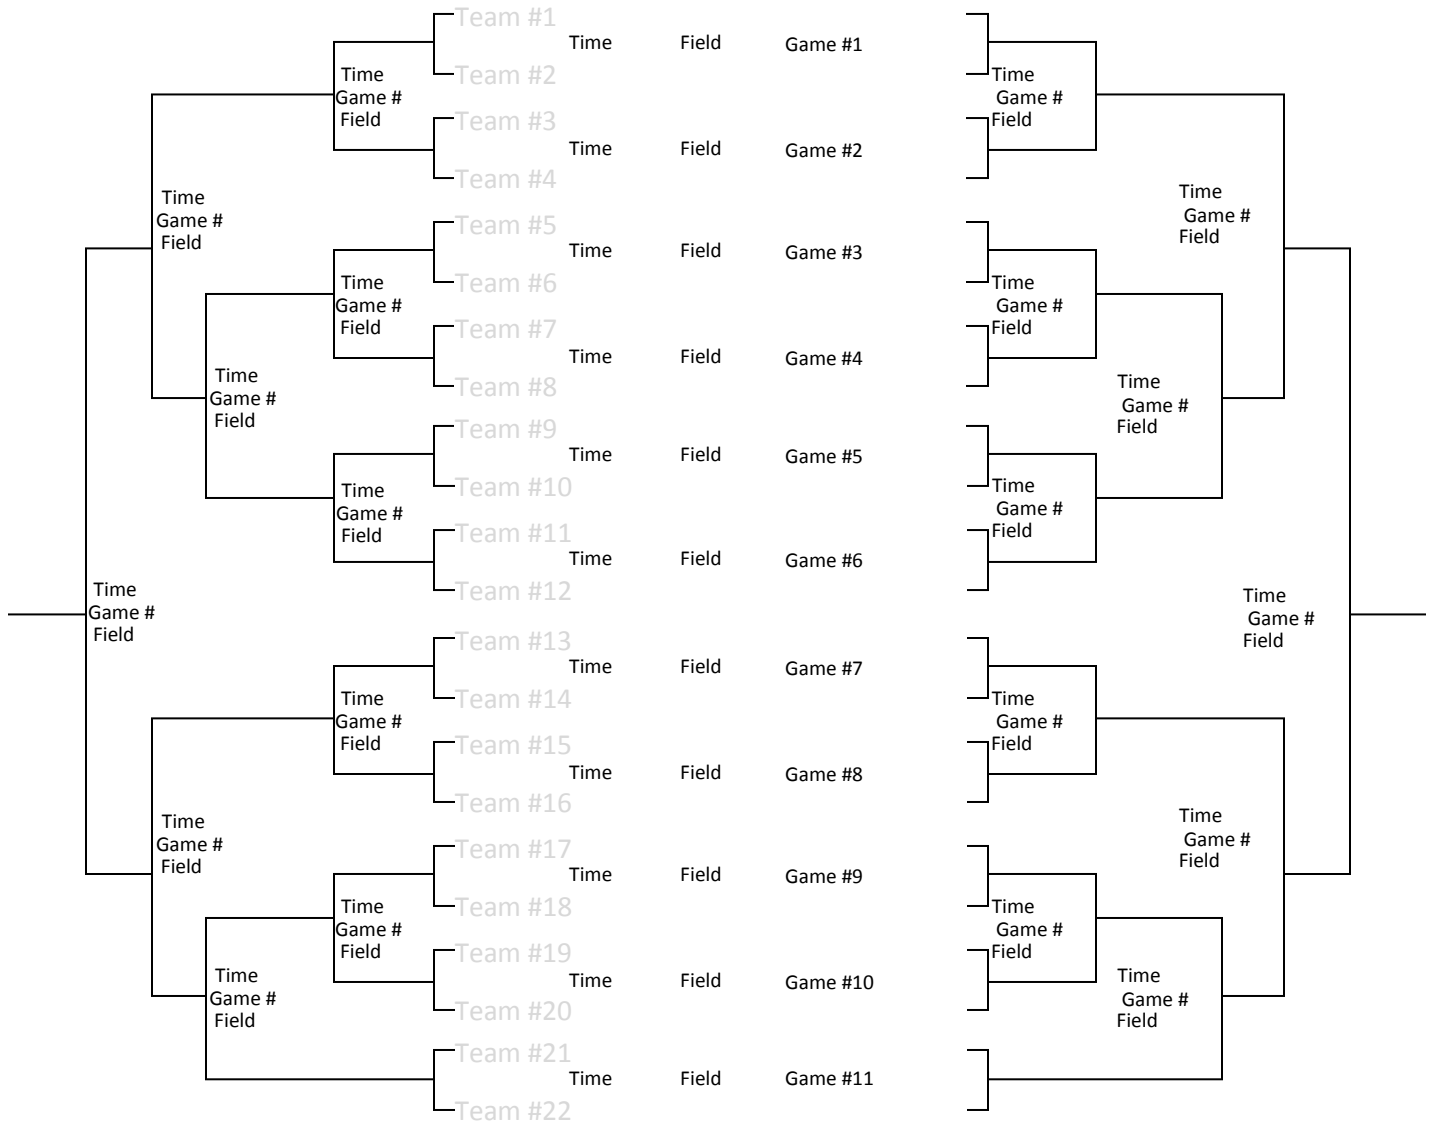 Team #1
Time Field Game #1
Team #2
Time
Game #
Field
Time
Game #
Field
Team #3
Time Field Game #2
Team #4
Time
Game #
Field
Time
Game #
Field
Team #5
Time Field Game #3
Team #6
Time
Game #
Field
Time
Game #
Field
Team #7
Time Field Game #4
Team #8
Time
Game #
Field
Time
Game #
Field
Team #9
Time Field Game #5
Team #10
Time
Game #
Field
Time
Game #
Field
Team #11
Time Field Game #6
Team #12
Time
Game #
Field
Time
Game #
Field
Team #13
Time Field Game #7
Team #14
Time
Game #
Field
Time
Game #
Field
Team #15
Time Field Game #8
Team #16
Time
Game #
Field
Time
Game #
Field
Team #17
Time Field Game #9
Team #18
Time
Game #
Field
Time
Game #
Field
Team #19
Time Field Game #10
Team #20
Time
Game #
Field
Time
Game #
Field
Team #21
Time Field Game #11
Team #22